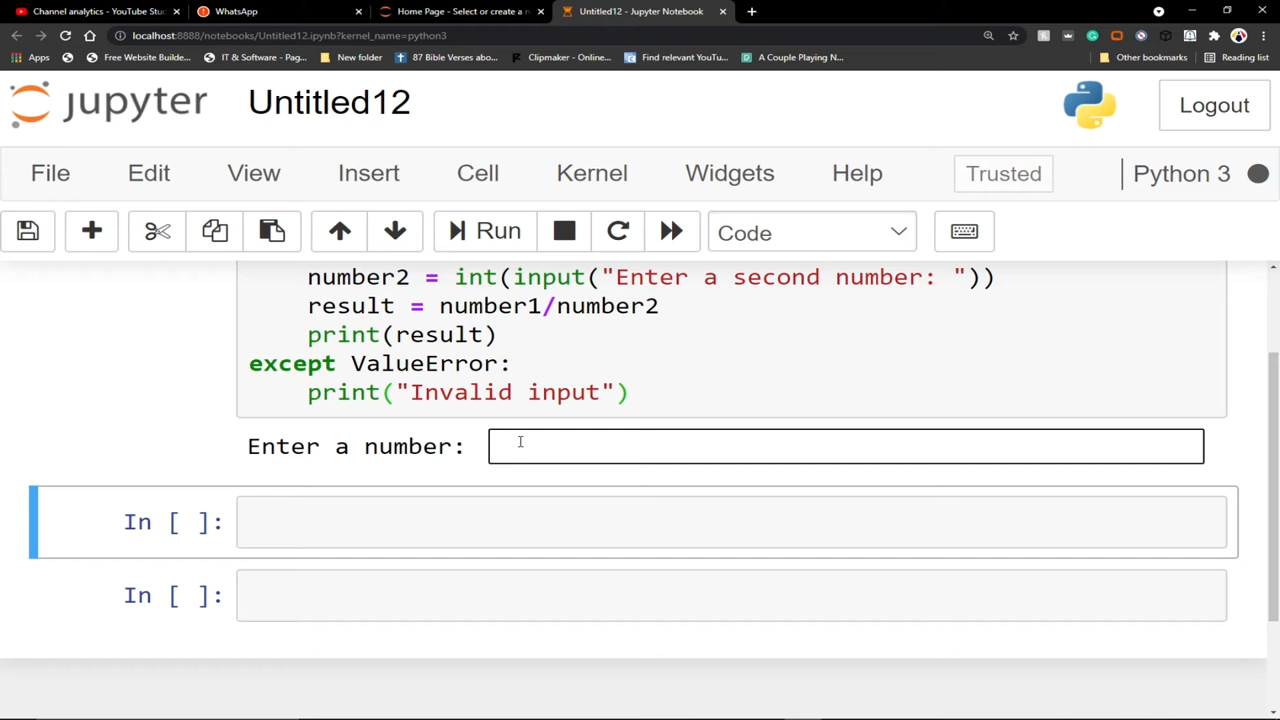 Channel analytics - YouTube Stu
WhatsApp
Home Page - Select or create a n
Untitled12 - Jupyter Notebook
localhost:8888/notebooks/Untitled12.ipynb?kernel_name=python3
Apps
Free Website Builde...
IT & Software - Pag...
New folder
87 Bible Verses abo...
Clipmaker - Online...
Find relevant YouTu...
A Couple Playing N...
Other bookmarks
Reading list
jupyter
Untitled12
Logout
File
Edit
View
Insert
Cell
Kernel
Widgets
Help
Trusted
Python 3
Run
Code
number2 = int(input("Enter a second number: "))
result = number1/number2
print(result)
except ValueError:
print("Invalid input")
Enter a number:
In [ ]:
In [ ]: